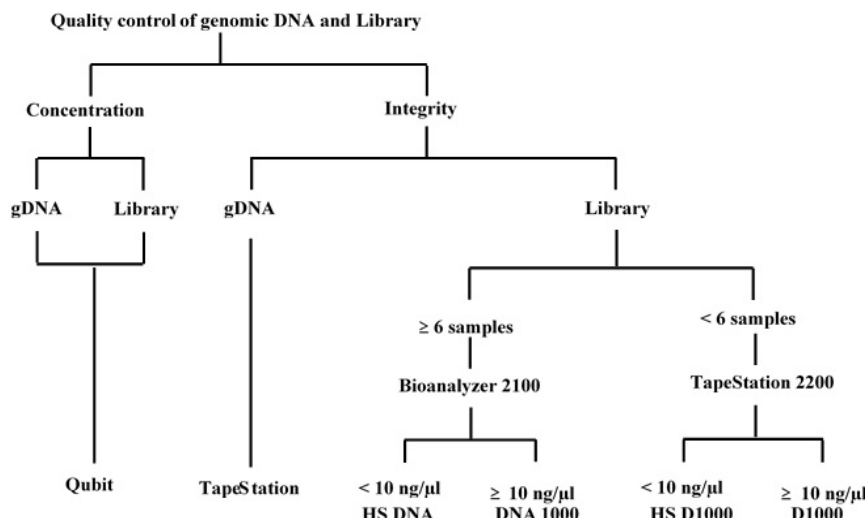 Quality control of genomic DNA and Library
Concentration
Integrity
gDNA
Library
gDNA
Library
≥ 6 samples
< 6 samples
Bioanalyzer 2100
TapeStation 2200
Qubit
TapeStation
< 10 ng/µl
HS DNA
≥ 10 ng/µl
DNA 1000
< 10 ng/µl
HS D1000
≥ 10 ng/µl
D1000